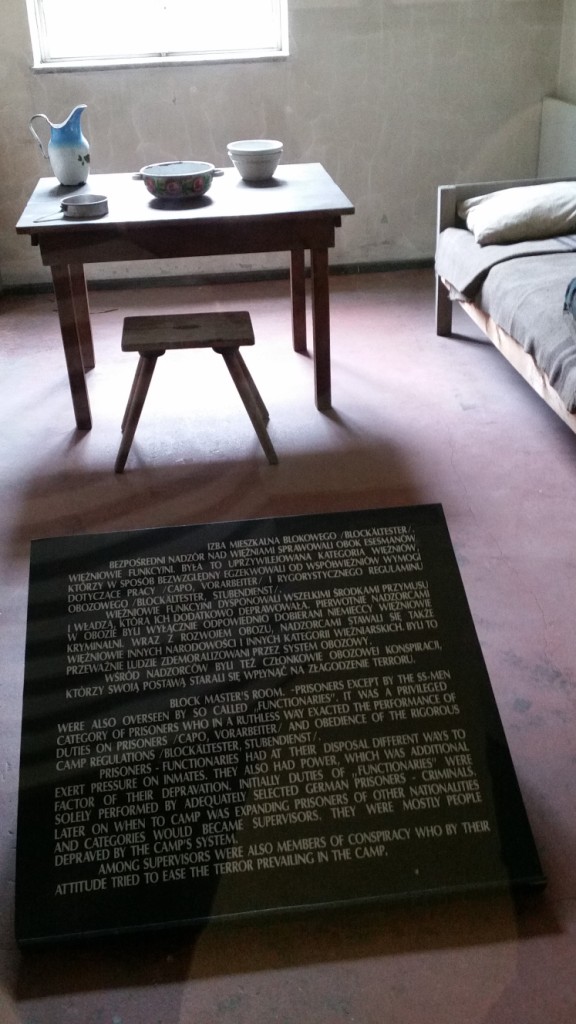 IZBA MIESZKALNA BLOKOWEGO /BLOCKÄLTESTER/.
BEZPOŚREDNI NADZÓR NAD WIĘŹNIAMI SPRAWOWALI OBOK ESESMANÓW
WIĘŹNIOWIE FUNKCYJNI. BYŁA TO UPRZYWILEJOWANA KATEGORIA WIĘŹNIÓW,
KTÓRZY W SPOSÓB BEZWZGLĘDNY EGZEKWOWALI OD WSPÓŁWIĘŹNIÓW WYMOGI
DOTYCZĄCE PRACY /CAPO, VORARBEITER/ I RYGORYSTYCZNEGO REGULAMINU
OBOZOWEGO /BLOCKÄLTESTER, STUBENDIENST/.
WIĘŹNIOWIE FUNKCYJNI DYSPONOWALI WSZELKIMI ŚRODKAMI PRZYMUSU
I WŁADZĄ, KTÓRA ICH DODATKOWO DEPRAWOWAŁA. PIERWOTNIE NADZORCAMI
W OBOZIE BYLI WYŁĄCZNIE ODPOWIEDNIO DOBIERANI NIEMIECCY WIĘŹNIOWIE
KRYMINALNI. WRAZ Z ROZWOJEM OBOZU, NADZORCAMI STAWALI SIĘ TAKŻE
WIĘŹNIOWIE INNYCH NARODOWOŚCI I INNYCH KATEGORII WIĘŹNIARSKICH. BYLI TO
PRZEWAŻNIE LUDZIE ZDEMORALIZOWANI PRZEZ SYSTEM OBOZOWY.
WŚRÓD NADZORCÓW BYLI TEŻ CZŁONKOWIE OBOZOWEJ KONSPIRACJI,
KTÓRZY SWOJĄ POSTAWĄ STARALI SIĘ WPŁYNĄĆ NA ZŁAGODZENIE TERRORU.
BLOCK MASTER'S ROOM. -PRISONERS EXCEPT BY THE SS-MEN
WERE ALSO OVERSEEN BY SO CALLED „FUNCTIONARIES". IT WAS A PRIVILEGED
CATEGORY OF PRISONERS WHO IN A RUTHLESS WAY EXACTED THE PERFORMANCE OF
DUTIES ON PRISONERS /CAPO, VORARBEITER/ AND OBEDIENCE OF THE RIGOROUS
CAMP REGULATIONS /BLOCKÄLTESTER, STUBENDIENST/.
PRISONERS - FUNCTIONARIES HAD AT THEIR DISPOSAL DIFFERENT WAYS TO
EXERT PRESSURE ON INMATES. THEY ALSO HAD POWER, WHICH WAS ADDITIONAL
FACTOR OF THEIR DEPRAVATION. INITIALLY DUTIES OF „FUNCTIONARIES" WERE
SOLELY PERFORMED BY ADEQUATELY SELECTED GERMAN PRISONERS - CRIMINALS,
LATER ON WHEN TO CAMP WAS EXPANDING PRISONERS OF OTHER NATIONALITIES
AND CATEGORIES WOULD BECAME SUPERVISORS. THEY WERE MOSTLY PEOPLE
DEPRAVED BY THE CAMP'S SYSTEM.
AMONG SUPERVISORS WERE ALSO MEMBERS OF CONSPIRACY WHO BY THEIR
ATTITUDE TRIED TO EASE THE TERROR PREVAILING IN THE CAMP.